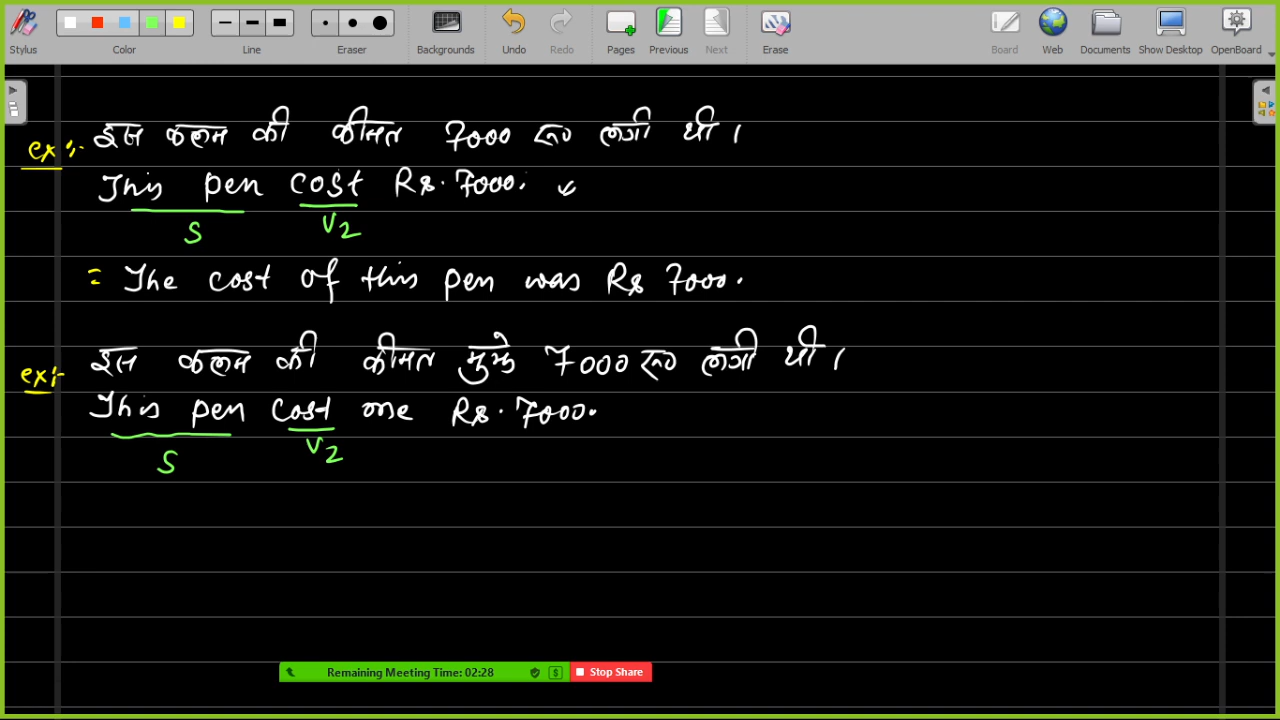 Stylus Color Line Eraser Backgrounds Undo Redo Pages Previous Next Erase Board Web Documents Show Desktop OpenBoard
ex:- इस कलम की कीमत 7000 रू० लगी थी।
This pen cost Rs. 7000.
S V2
= The cost of this pen was Rs 7000.
ex:- इस कलम की कीमत मुझे 7000 रू० लगी थी।
This pen cost me Rs. 7000.
S V2
Remaining Meeting Time: 02:28 Stop Share